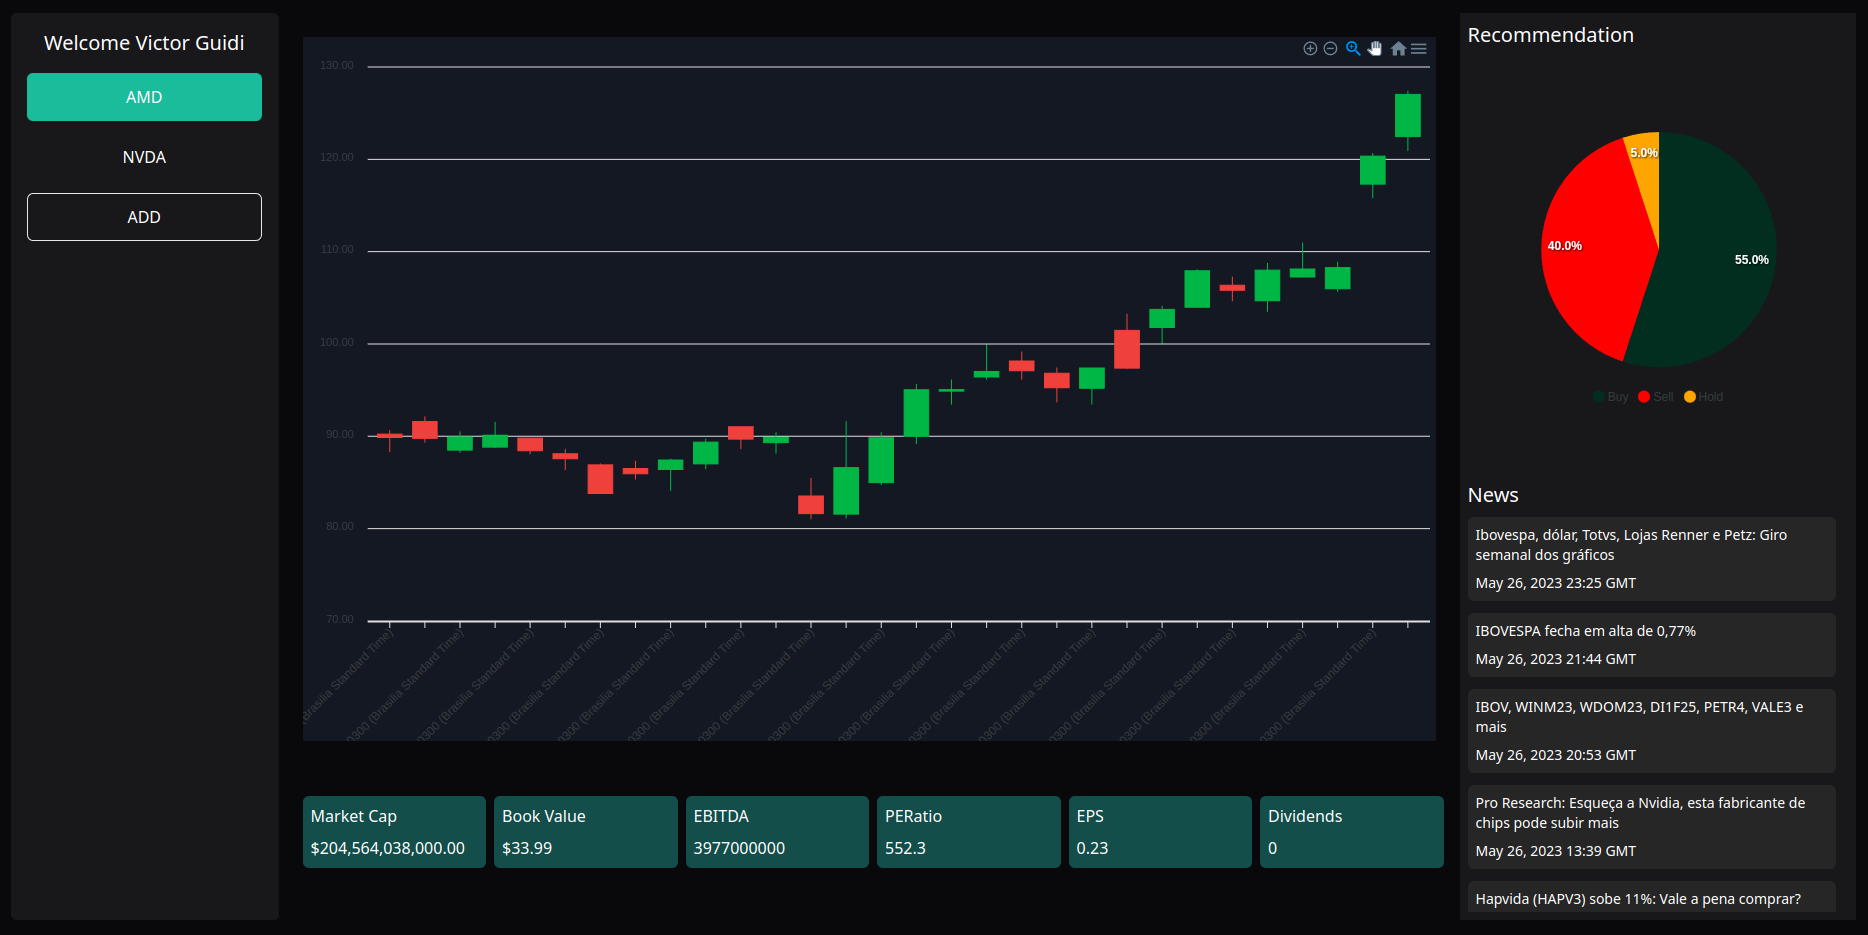 Welcome Victor Guidi
AMD
NVDA
ADD
130.00
120.00
110.00
100.00
90.00
80.00
70.00
(Brasilia Standard Time)
0300 (Brasilia Standard Time)
0300 (Brasilia Standard Time)
0300 (Brasilia Standard Time)
0300 (Brasilia Standard Time)
0300 (Brasilia Standard Time)
0300 (Brasilia Standard Time)
0300 (Brasilia Standard Time)
0300 (Brasilia Standard Time)
0300 (Brasilia Standard Time)
0300 (Brasilia Standard Time)
0300 (Brasilia Standard Time)
0300 (Brasilia Standard Time)
0300 (Brasilia Standard Time)
0300 (Brasilia Standard Time)
Market Cap
$204,564,038,000.00
Book Value
$33.99
EBITDA
3977000000
PERatio
552.3
EPS
0.23
Dividends
0
Recommendation
5.0%
40.0%
55.0%
Buy Sell Hold
News
Ibovespa, dólar, Totvs, Lojas Renner e Petz: Giro
semanal dos gráficos
May 26, 2023 23:25 GMT
IBOVESPA fecha em alta de 0,77%
May 26, 2023 21:44 GMT
IBOV, WINM23, WDOM23, DI1F25, PETR4, VALE3 e
mais
May 26, 2023 20:53 GMT
Pro Research: Esqueça a Nvidia, esta fabricante de
chips pode subir mais
May 26, 2023 13:39 GMT
Hapvida (HAPV3) sobe 11%: Vale a pena comprar?